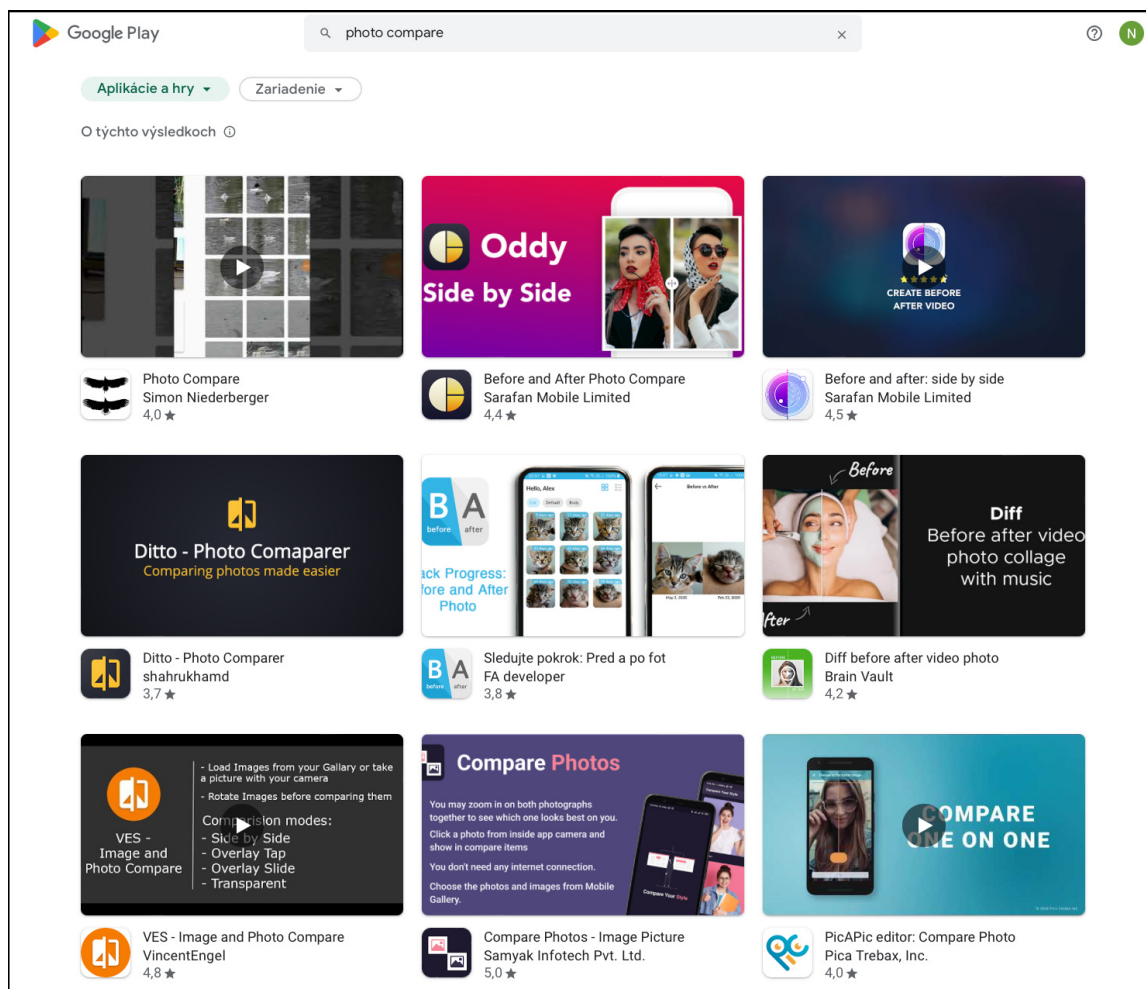 Google Play
photo compare
N
Aplikácie a hry
Zariadenie
O týchto výsledkoch
Oddy
Side by Side
CREATE BEFORE
AFTER VIDEO
Photo Compare
Simon Niederberger
4,0
Before and After Photo Compare
Sarafan Mobile Limited
4,4
Before and after: side by side
Sarafan Mobile Limited
4,5
Ditto - Photo Comaparer
Comparing photos made easier
B A
before after
ack Progress:
fore and After
Photo
Hello, Alex
Default
Before vs After
May 2, 2020
Feb 22, 2020
Before
After
Diff
Before after video
photo collage
with music
Ditto - Photo Comparer
shahrukhamd
3,7
Sledujte pokrok: Pred a po fot
FA developer
3,8
Diff before after video photo
Brain Vault
4,2
VES -
Image and
Photo Compare
- Load Images from your Gallary or take
a picture with your camera
- Rotate Images before comparing them
Comparision modes:
- Side by Side
- Overlay Tap
- Overlay Slide
- Transparent
Compare Photos
You may zoom in on both photographs
together to see which one looks best on you.
Click a photo from inside app camera and
show in compare items
You don't need any internet connection.
Choose the photos and images from Mobile
Gallery.
Compare Your Style
COMPARE
ONE ON ONE
VES - Image and Photo Compare
VincentEngel
4,8
Compare Photos - Image Picture
Samyak Infotech Pvt. Ltd.
5,0
PicAPic editor: Compare Photo
Pica Trebax, Inc.
4,0